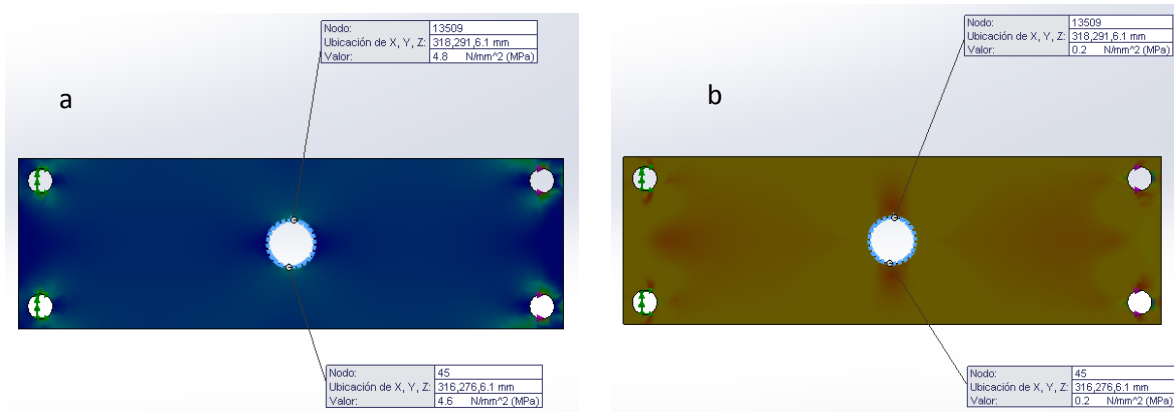 Nodo: 13509
Ubicación de X, Y, Z: 318,291,6.1 mm
Valor: 4.8 N/mm^2 (MPa)
a
Nodo: 45
Ubicación de X, Y, Z: 316,276,6.1 mm
Valor: 4.6 N/mm^2 (MPa)
Nodo: 13509
Ubicación de X, Y, Z: 318,291,6.1 mm
Valor: 0.2 N/mm^2 (MPa)
b
Nodo: 45
Ubicación de X, Y, Z: 316,276,6.1 mm
Valor: 0.2 N/mm^2 (MPa)